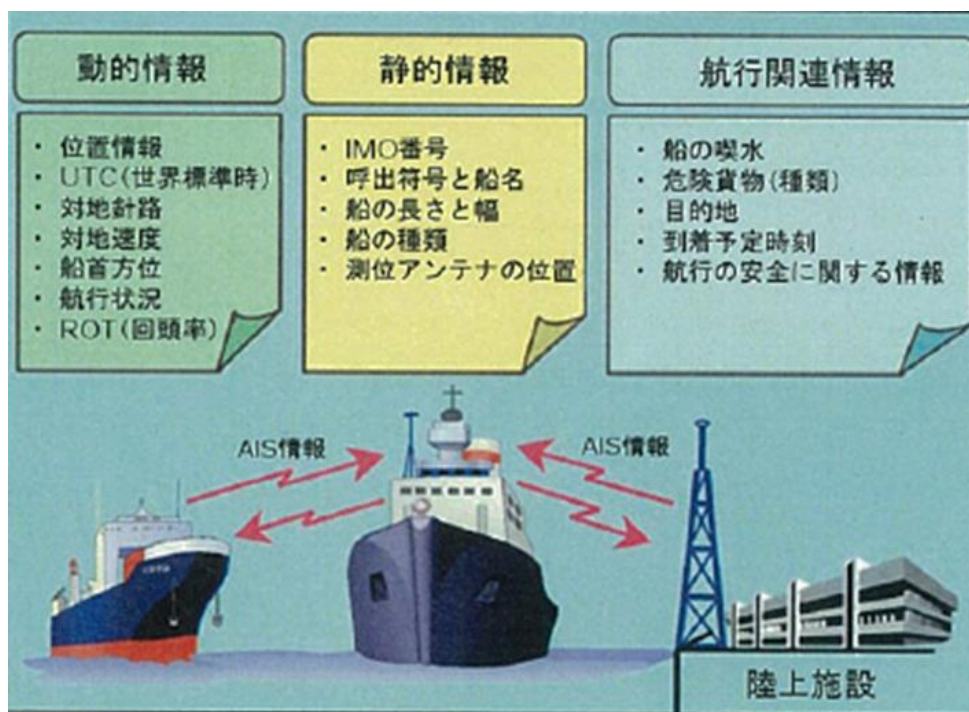 動的情報
・ 位置情報
・ UTC(世界標準時)
・ 対地針路
・ 対地速度
・ 船首方位
・ 航行状況
・ ROT(回頭率)
静的情報
・ IMO番号
・ 呼出符号と船名
・ 船の長さと幅
・ 船の種類
・ 測位アンテナの位置
航行関連情報
・ 船の喫水
・ 危険貨物(種類)
・ 目的地
・ 到着予定時刻
・ 航行の安全に関する情報
AIS情報
AIS情報
陸上施設